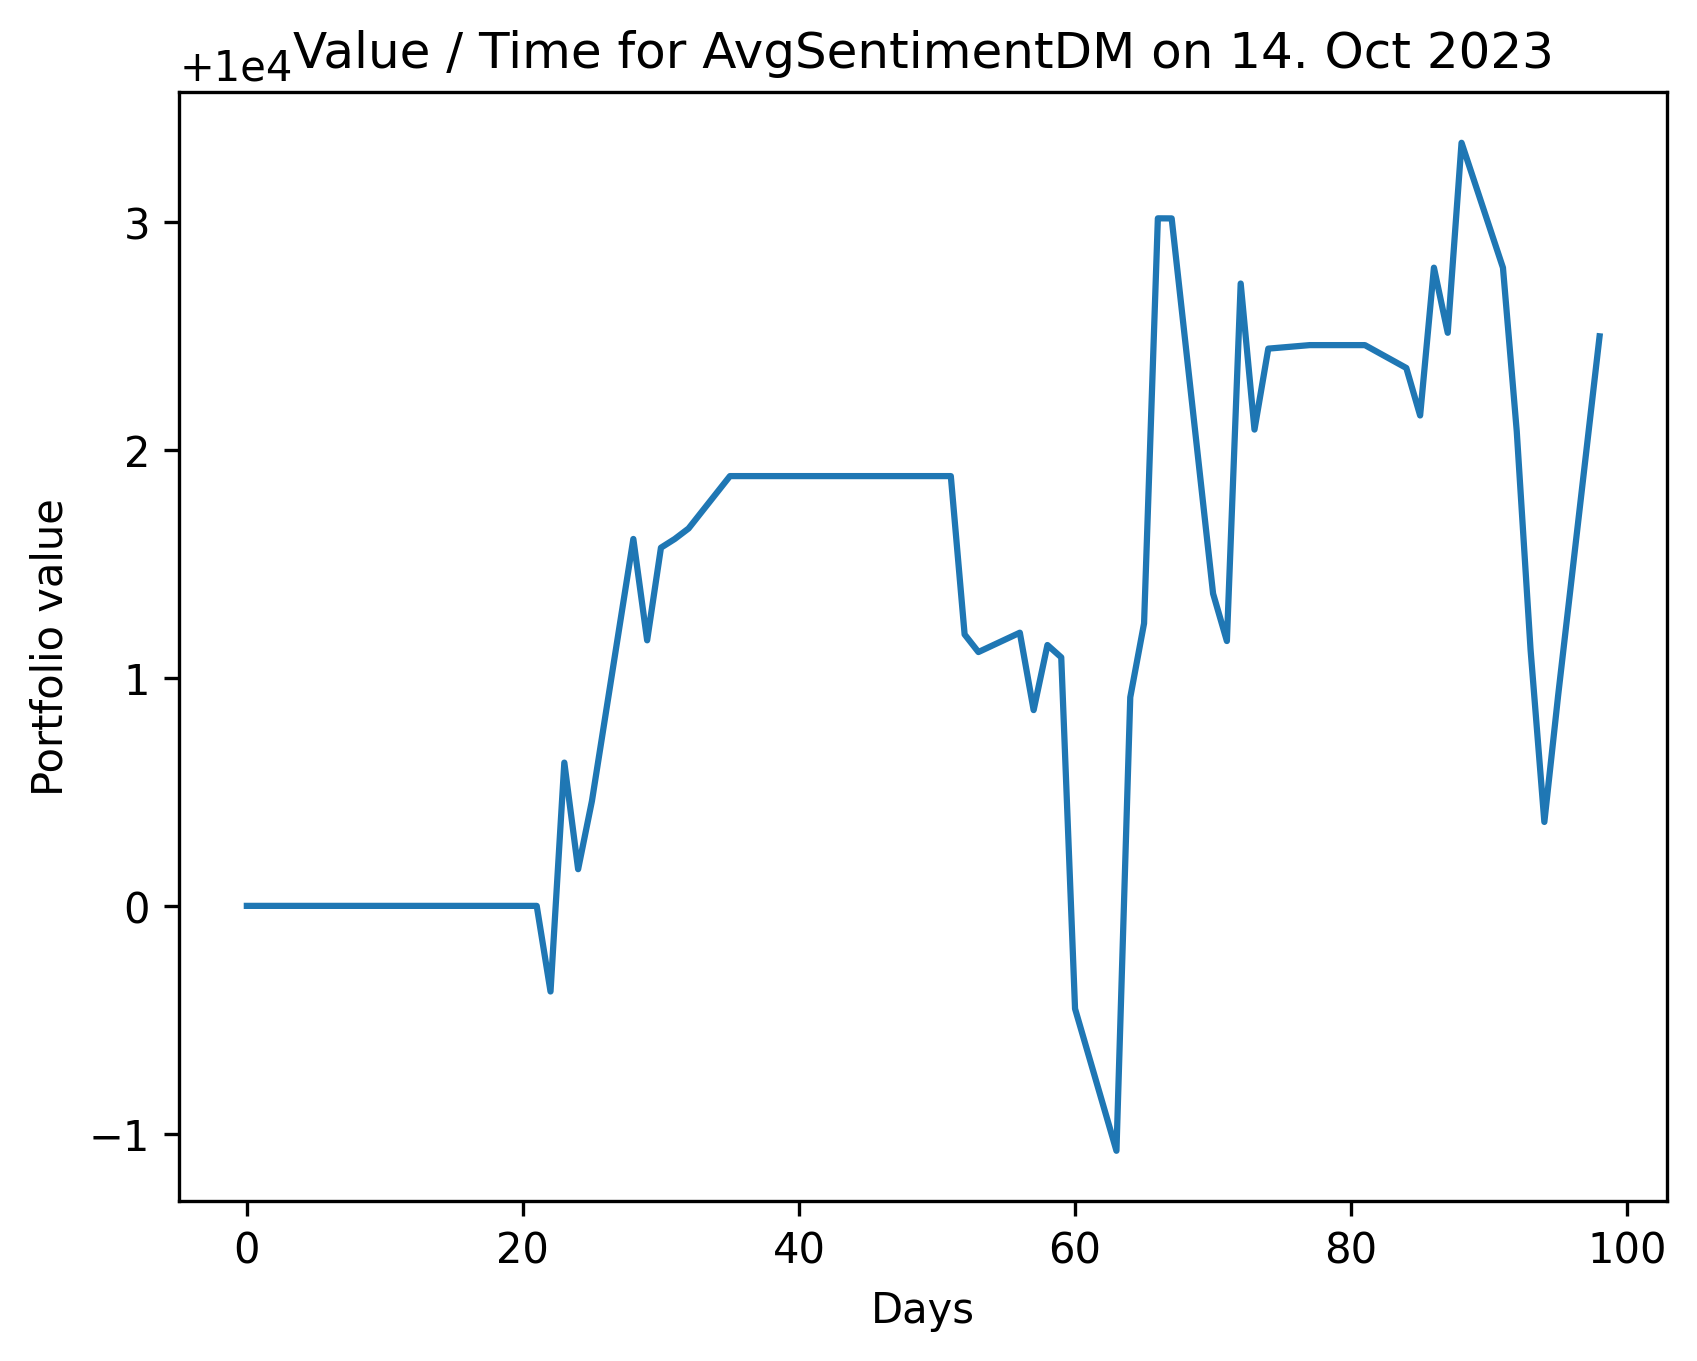 Value / Time for AvgSentimentDM on 14. Oct 2023
+1e4
3
2
1
0
−1
Portfolio value
0 20 40 60 80 100
Days